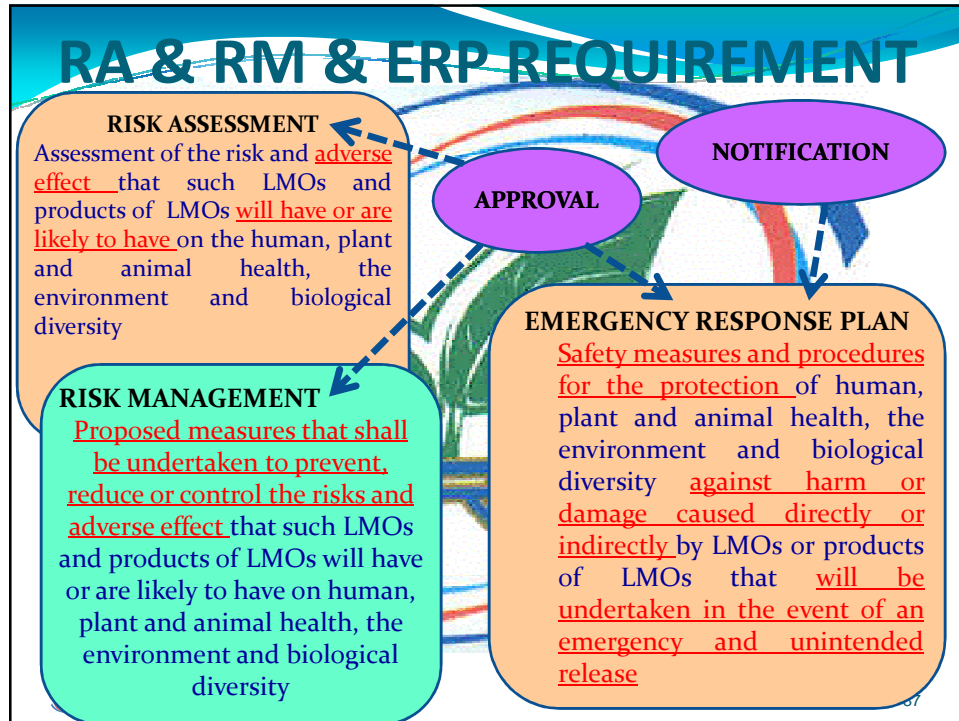 RA & RM & ERP REQUIREMENT
RISK ASSESSMENT
Assessment of the risk and adverse
effect that such LMOs and
products of LMOs will have or are
likely to have on the human, plant
and animal health, the
environment and biological
diversity
APPROVAL
NOTIFICATION
RISK MANAGEMENT
Proposed measures that shall
be undertaken to prevent,
reduce or control the risks and
adverse effect that such LMOs
and products of LMOs will have
or are likely to have on human,
plant and animal health, the
environment and biological
diversity
EMERGENCY RESPONSE PLAN
Safety measures and procedures
for the protection of human,
plant and animal health, the
environment and biological
diversity against harm or
damage caused directly or
indirectly by LMOs or products
of LMOs that will be
undertaken in the event of an
emergency and unintended
release